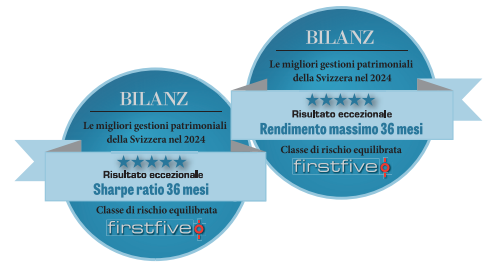 BILANZ
Le migliori gestioni patrimoniali
della Svizzera nel 2024
Risultato eccezionale
Sharpe ratio 36 mesi
Classe di rischio equilibrata
firstfive
BILANZ
Le migliori gestioni patrimoniali
della Svizzera nel 2024
Risultato eccezionale
Rendimento massimo 36 mesi
Classe di rischio equilibrata
firstfive